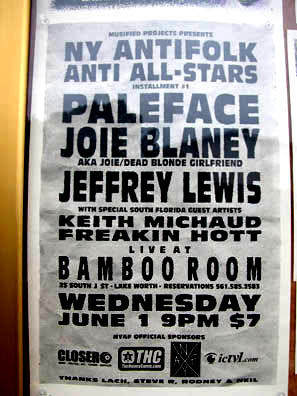 MUSIFIED PROJECTS PRESENTS
NY ANTIFOLK
ANTI ALL-STARS
INSTALLMENT #1
PALEFACE
JOIE BLANEY
AKA JOIE/DEAD BLONDE GIRLFRIEND
JEFFREY LEWIS
WITH SPECIAL SOUTH FLORIDA GUEST ARTISTS
KEITH MICHAUD
FREAKIN HOTT
LIVE AT
BAMBOO ROOM
25 SOUTH J ST - LAKE WORTH - RESERVATIONS 561.585.2583
WEDNESDAY
JUNE 1 9PM $7
NYAF OFFICIAL SPONSORS
CLOSER THC ictv1.com
THANKS LACH, STEVE R, RODNEY & NEIL